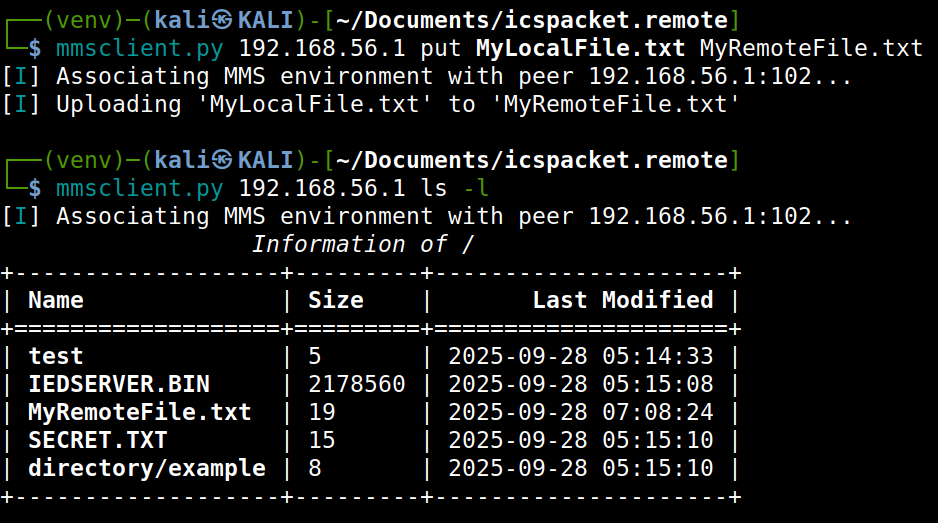 ┌──(venv)─(kali㉿KALI)-[~/Documents/icspacket.remote]
└─$ mmsclient.py 192.168.56.1 put MyLocalFile.txt MyRemoteFile.txt
[I] Associating MMS environment with peer 192.168.56.1:102...
[I] Uploading 'MyLocalFile.txt' to 'MyRemoteFile.txt'
┌──(venv)─(kali㉿KALI)-[~/Documents/icspacket.remote]
└─$ mmsclient.py 192.168.56.1 ls -l
[I] Associating MMS environment with peer 192.168.56.1:102...
Information of /
+-------------------+---------+---------------------+
| Name              | Size    |       Last Modified |
+===================+=========+=====================+
| test              | 5       | 2025-09-28 05:14:33 |
| IEDSERVER.BIN     | 2178560 | 2025-09-28 05:15:08 |
| MyRemoteFile.txt  | 19      | 2025-09-28 07:08:24 |
| SECRET.TXT        | 15      | 2025-09-28 05:15:10 |
| directory/example | 8       | 2025-09-28 05:15:10 |
+-------------------+---------+---------------------+